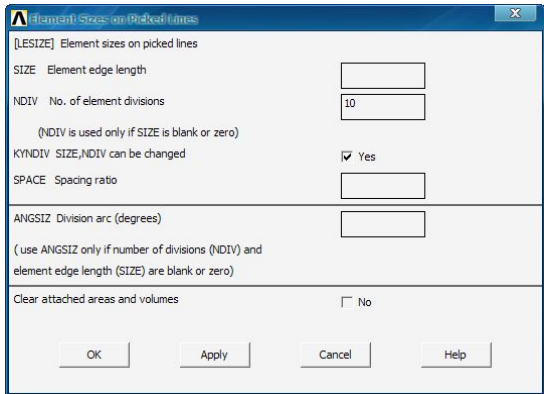 Element Sizes on Picked Lines
X
[LESIZE] Element sizes on picked lines
SIZE Element edge length
NDIV No. of element divisions 10
(NDIV is used only if SIZE is blank or zero)
KYNDIV SIZE,NDIV can be changed Yes
SPACE Spacing ratio
ANGSIZ Division arc (degrees)
( use ANGSIZ only if number of divisions (NDIV) and
element edge length (SIZE) are blank or zero)
Clear attached areas and volumes No
OK Apply Cancel Help